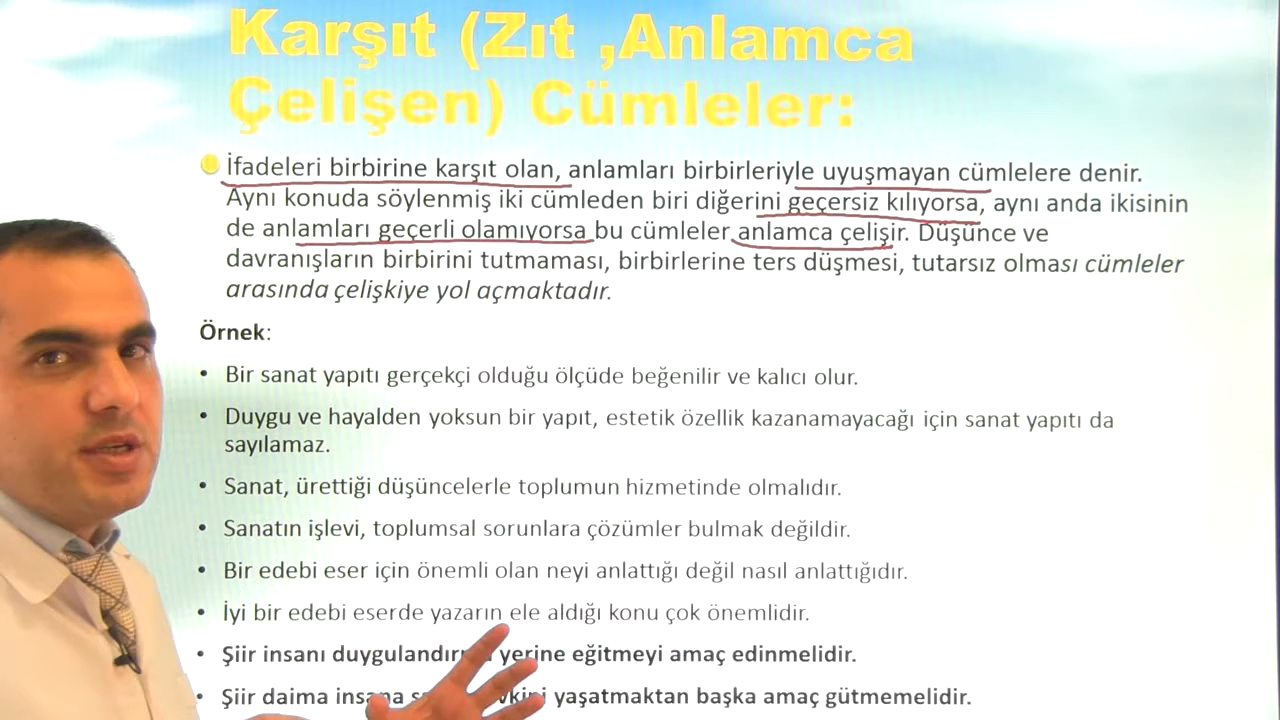 Karşıt (Zıt ,Anlamca
Çelişen) Cümleler:
İfadeleri birbirine karşıt olan, anlamları birbirleriyle uyuşmayan cümlelere denir.
Aynı konuda söylenmiş iki cümleden biri diğerini geçersiz kılıyorsa, aynı anda ikisinin
de anlamları geçerli olamıyorsa bu cümleler anlamca çelişir. Düşünce ve
davranışların birbirini tutmaması, birbirlerine ters düşmesi, tutarsız olması cümleler
arasında çelişkiye yol açmaktadır.
Örnek:
• Bir sanat yapıtı gerçekçi olduğu ölçüde beğenilir ve kalıcı olur.
• Duygu ve hayalden yoksun bir yapıt, estetik özellik kazanamayacağı için sanat yapıtı da
sayılamaz.
• Sanat, ürettiği düşüncelerle toplumun hizmetinde olmalıdır.
• Sanatın işlevi, toplumsal sorunlara çözümler bulmak değildir.
• Bir edebi eser için önemli olan neyi anlattığı değil nasıl anlattığıdır.
• İyi bir edebi eserde yazarın ele aldığı konu çok önemlidir.
• Şiir insanı yerine eğitmeyi amaç edinmelidir.
• Şiir daima insana yaşatmaktan başka amaç gütmemelidir.